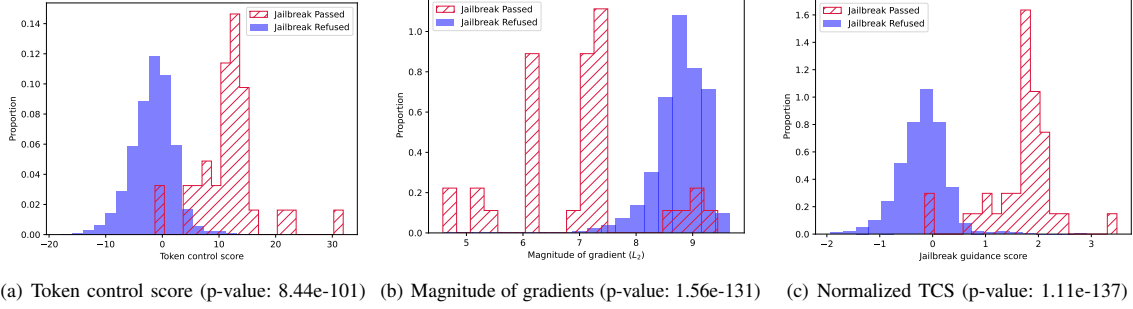 Jailbreak Passed
Jailbreak Refused
0.14
0.12
0.10
0.08
0.06
0.04
0.02
0.00
Proportion
−20
−10
0
10
20
30
Token control score
(a) Token control score (p-value: 8.44e-101)
Jailbreak Passed
Jailbreak Refused
1.0
0.8
0.6
0.4
0.2
0.0
Proportion
5
6
7
8
9
Magnitude of gradient (L₂)
(b) Magnitude of gradients (p-value: 1.56e-131)
Jailbreak Passed
Jailbreak Refused
1.6
1.4
1.2
1.0
0.8
0.6
0.4
0.2
0.0
Proportion
−2
−1
0
1
2
3
Jailbreak guidance score
(c) Normalized TCS (p-value: 1.11e-137)